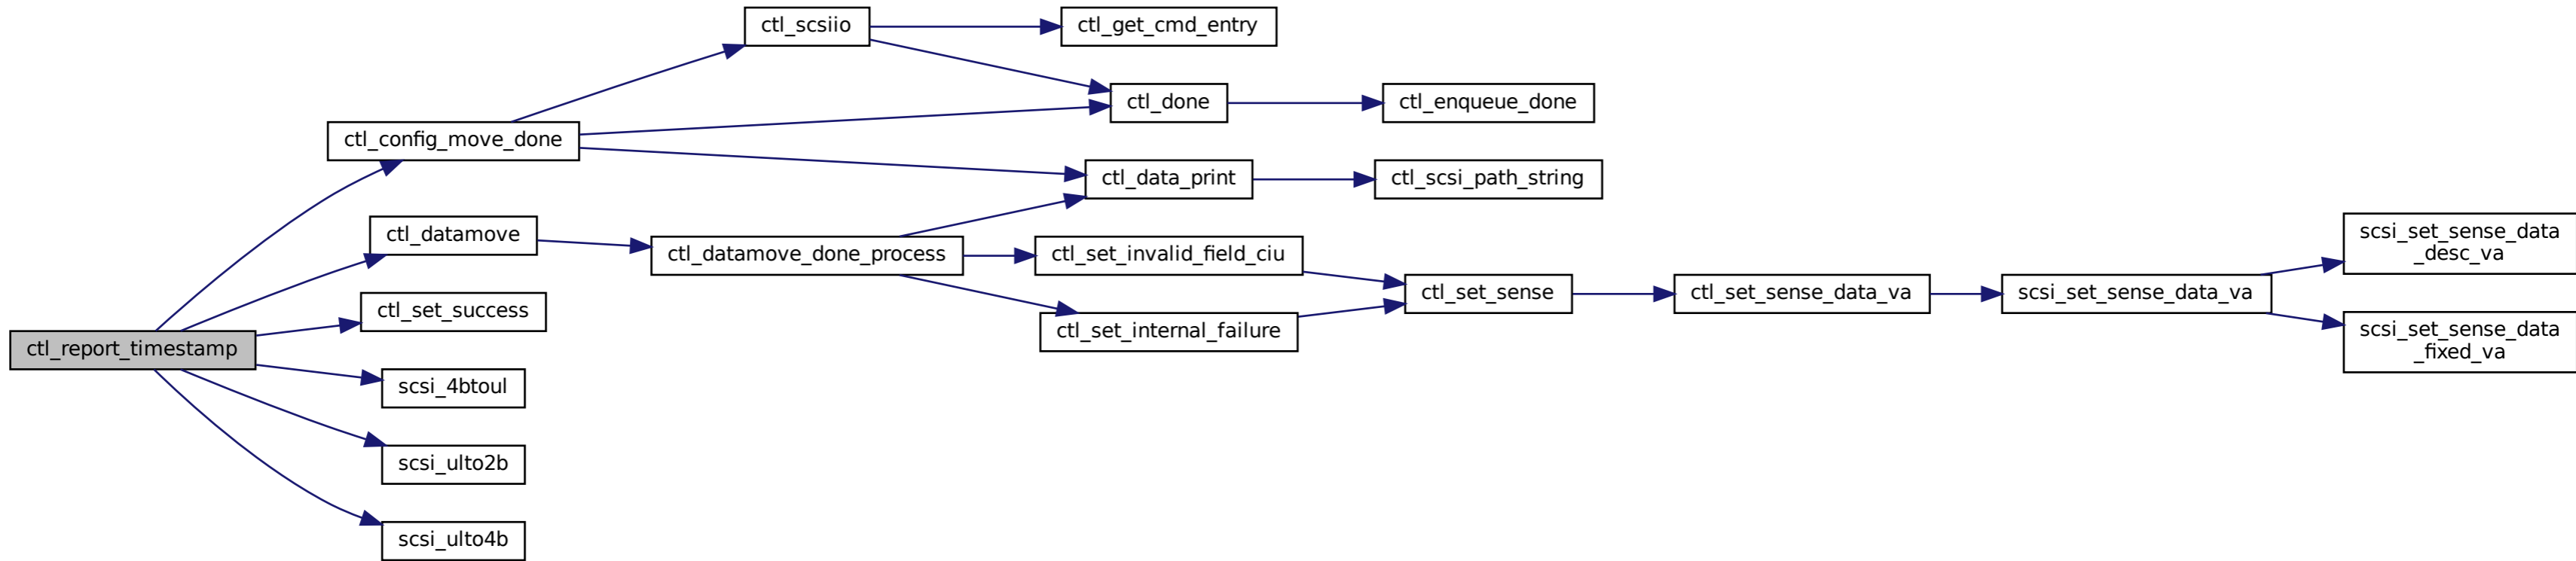 ctl_scsiio
ctl_get_cmd_entry
ctl_done
ctl_enqueue_done
ctl_config_move_done
ctl_data_print
ctl_scsi_path_string
ctl_datamove
ctl_datamove_done_process
ctl_set_invalid_field_ciu
scsi_set_sense_data
_desc_va
ctl_set_success
ctl_set_sense
ctl_set_sense_data_va
scsi_set_sense_data_va
ctl_report_timestamp
ctl_set_internal_failure
scsi_set_sense_data
_fixed_va
scsi_4btoul
scsi_ulto2b
scsi_ulto4b